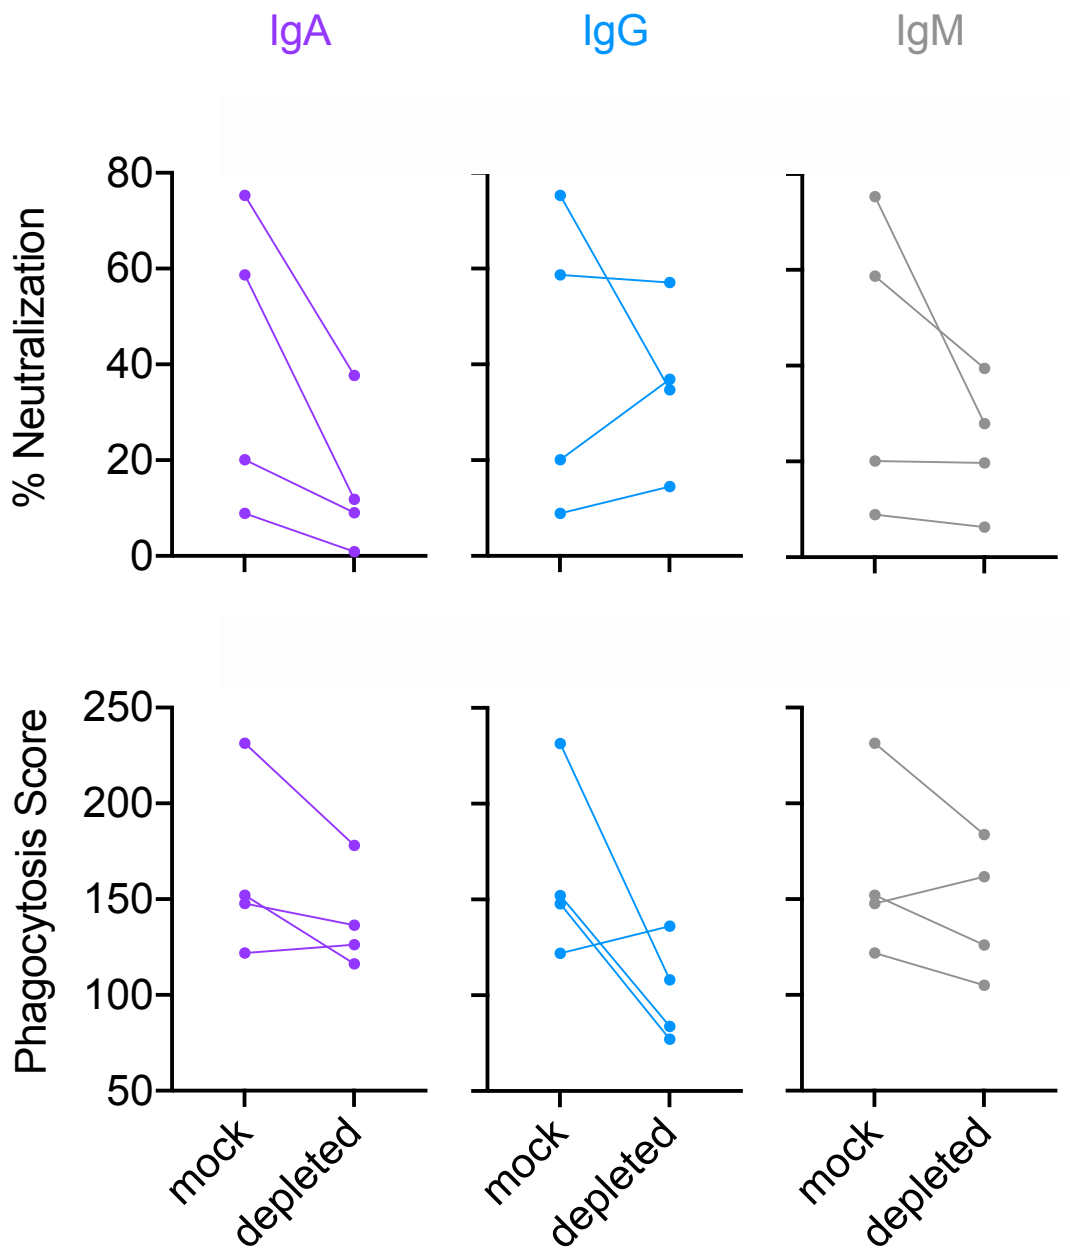 IgA IgG IgM
% Neutralization
80
60
40
20
0
Phagocytosis Score
250
200
150
100
50
mock depleted mock depleted mock depleted